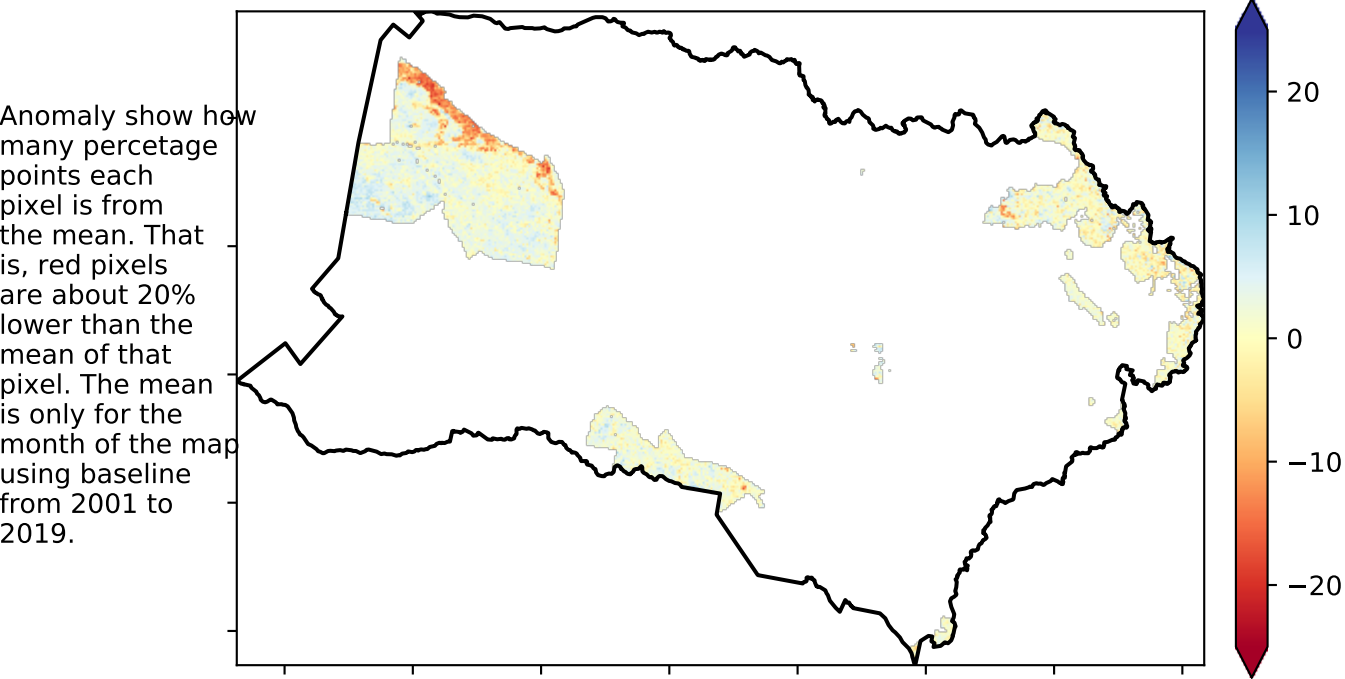 Anomaly show how
many percetage
points each
pixel is from
the mean. That
is, red pixels
are about 20%
lower than the
mean of that
pixel. The mean
is only for the
month of the map
using baseline
from 2001 to
2019.
20
10
0
−10
−20